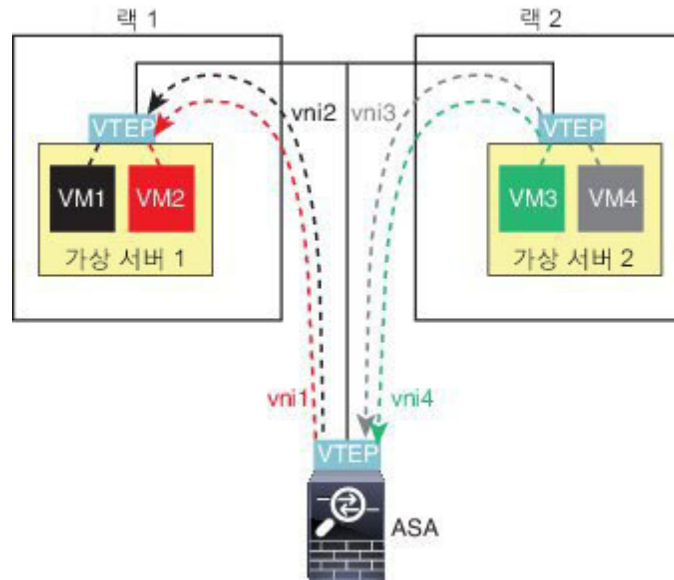 랙 1
랙 2
vni2
vni3
VTEP
VTEP
VM1
VM2
VM3
VM4
가상 서버 1
가상 서버 2
vni1
vni4
VTEP
ASA